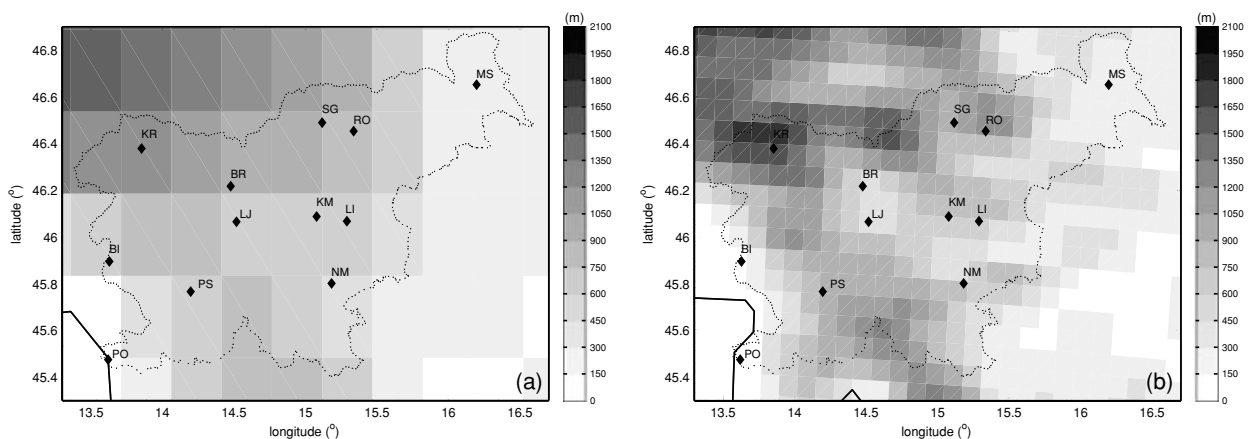 (m)
2100
1950
1800
1650
1500
1350
1200
1050
900
750
600
450
300
150
0
46.8
46.6
46.4
46.2
46
45.8
45.6
45.4
latitude (o)
MS
SG
RO
KR
BR
KM
LI
LJ
BI
NM
PS
PO
(a)
13.5 14 14.5 15 15.5 16 16.5
longitude (o)
(m)
2100
1950
1800
1650
1500
1350
1200
1050
900
750
600
450
300
150
0
46.8
46.6
46.4
46.2
46
45.8
45.6
45.4
latitude (o)
MS
SG
RO
KR
BR
KM
LI
LJ
BI
NM
PS
PO
(b)
13.5 14 14.5 15 15.5 16 16.5
longitude (o)